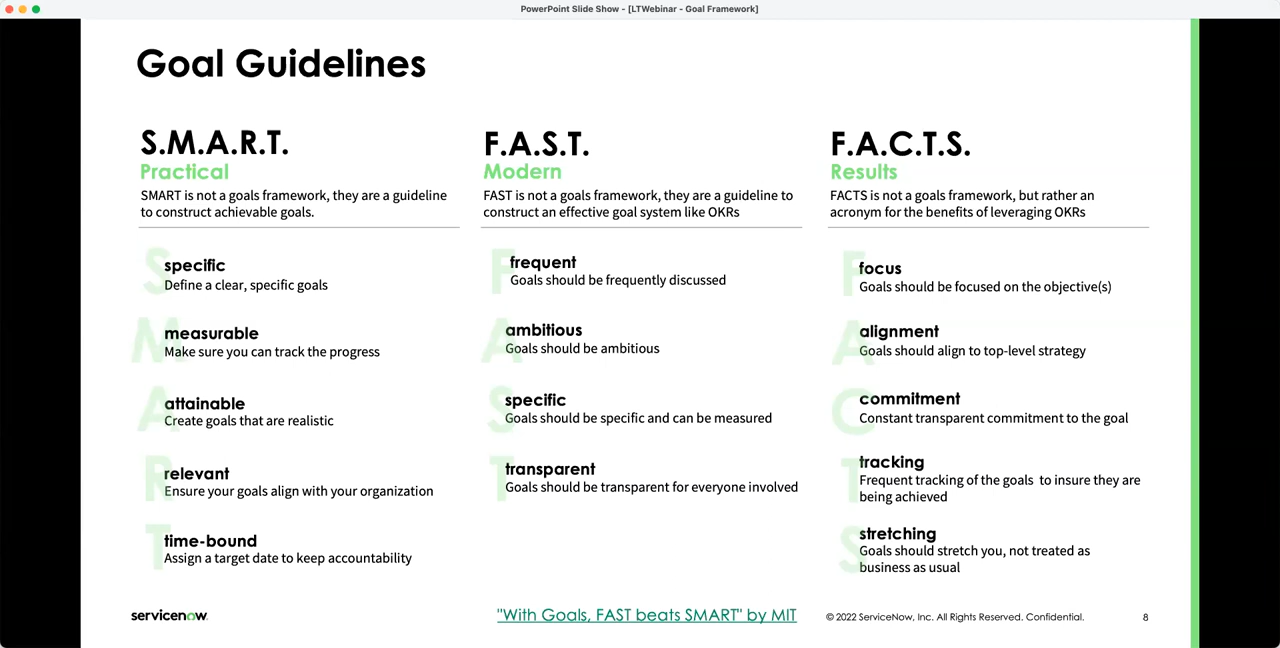 PowerPoint Slide Show - [LTWebinar - Goal Framework]
Goal Guidelines
S.M.A.R.T.
Practical
SMART is not a goals framework, they are a guideline
to construct achievable goals.
S
specific
Define a clear, specific goals
M
measurable
Make sure you can track the progress
A
attainable
Create goals that are realistic
R
relevant
Ensure your goals align with your organization
T
time-bound
Assign a target date to keep accountability
F.A.S.T.
Modern
FAST is not a goals framework, they are a guideline to
construct an effective goal system like OKRs
F
frequent
Goals should be frequently discussed
A
ambitious
Goals should be ambitious
S
specific
Goals should be specific and can be measured
T
transparent
Goals should be transparent for everyone involved
F.A.C.T.S.
Results
FACTS is not a goals framework, but rather an
acronym for the benefits of leveraging OKRs
F
focus
Goals should be focused on the objective(s)
A
alignment
Goals should align to top-level strategy
C
commitment
Constant transparent commitment to the goal
T
tracking
Frequent tracking of the goals to insure they are
being achieved
S
stretching
Goals should stretch you, not treated as
business as usual
servicenow
"With Goals, FAST beats SMART" by MIT
© 2022 ServiceNow, Inc. All Rights Reserved. Confidential.
8